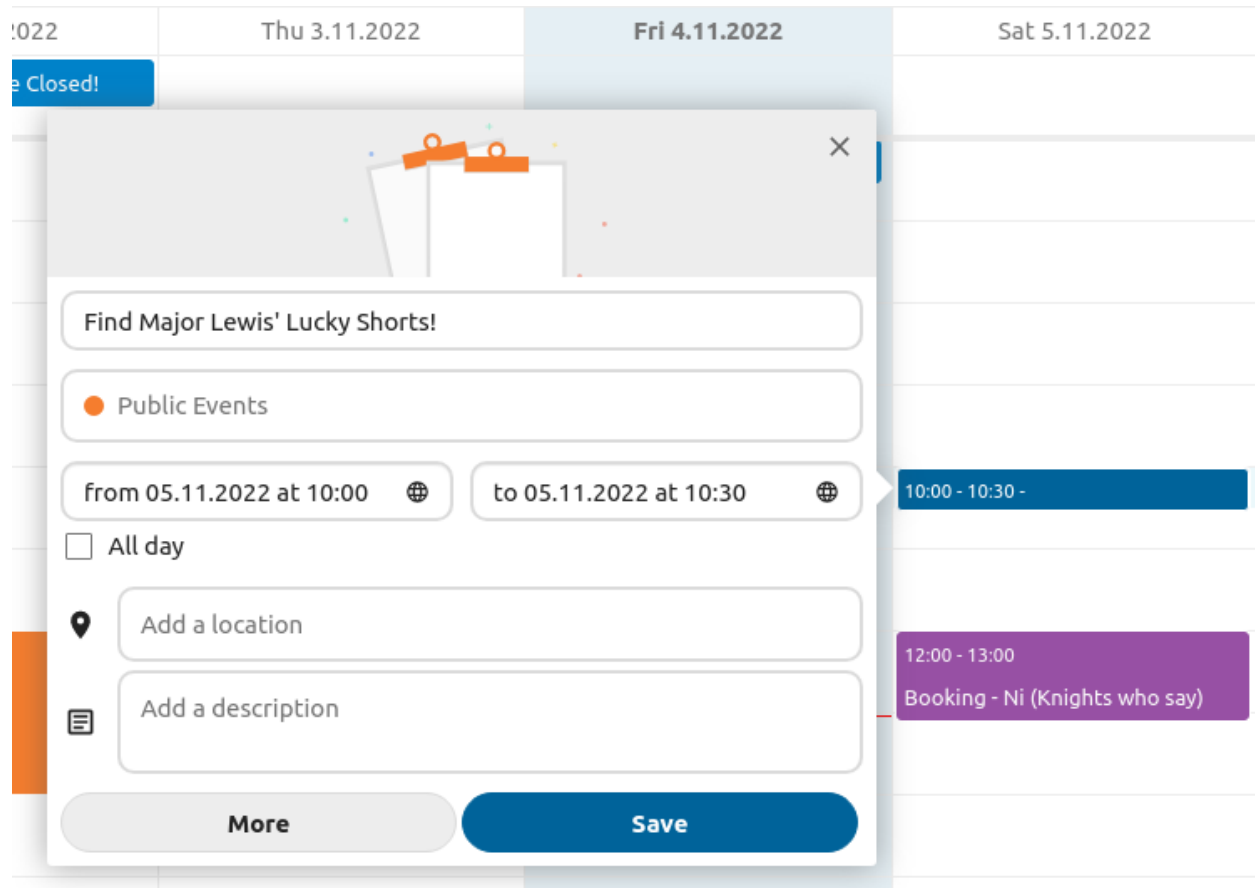 :022
Thu 3.11.2022
Fri 4.11.2022
Sat 5.11.2022
e Closed!
Find Major Lewis' Lucky Shorts!
Public Events
from 05.11.2022 at 10:00
to 05.11.2022 at 10:30
10:00 - 10:30 -
All day
Add a location
12:00 - 13:00
Booking - Ni (Knights who say)
Add a description
More
Save